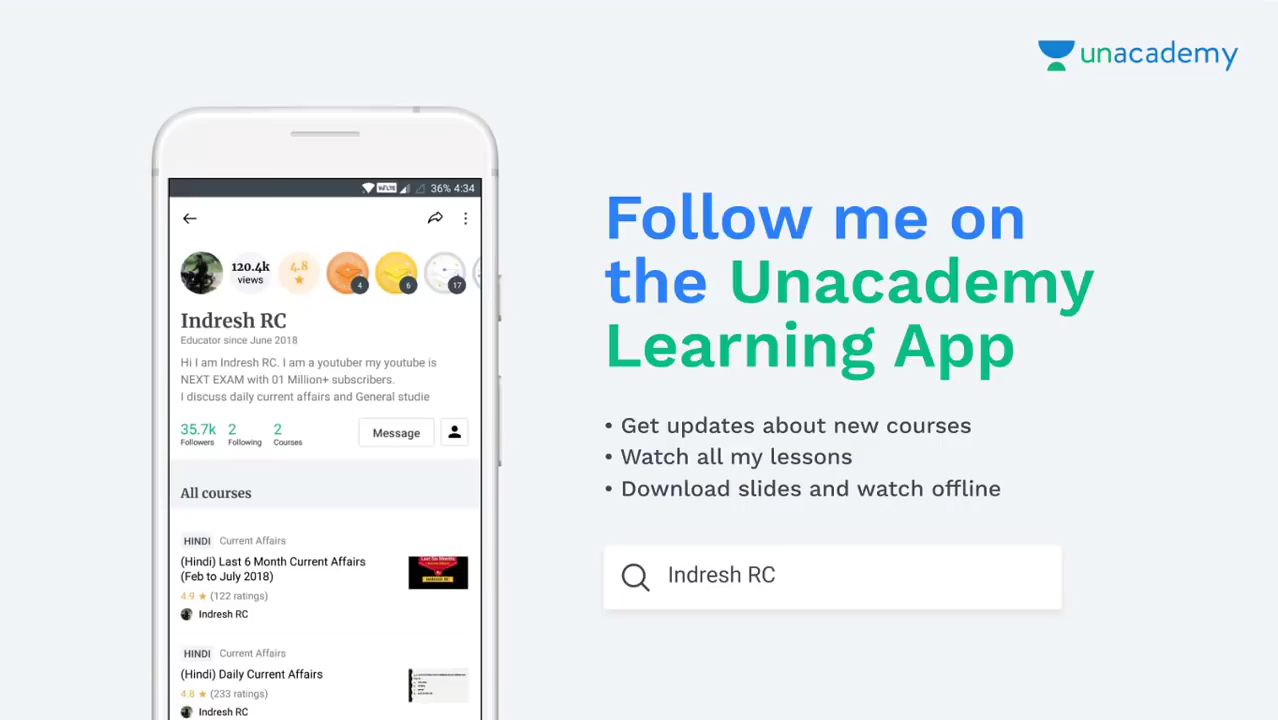 unacademy
VoLTE 36% 4:34
120.4k
views
4.8
4
6
17
Indresh RC
Educator since June 2018
Hi I am Indresh RC. I am a youtuber my youtube is
NEXT EXAM with 01 Million+ subscribers.
I discuss daily current affairs and General studie
35.7k 2 2
Followers Following Courses
Message
All courses
HINDI Current Affairs
(Hindi) Last 6 Month Current Affairs
(Feb to July 2018)
4.9 ★ (122 ratings)
Indresh RC
HINDI Current Affairs
(Hindi) Daily Current Affairs
4.8 ★ (233 ratings)
Indresh RC
Follow me on
the Unacademy
Learning App
• Get updates about new courses
• Watch all my lessons
• Download slides and watch offline
Indresh RC